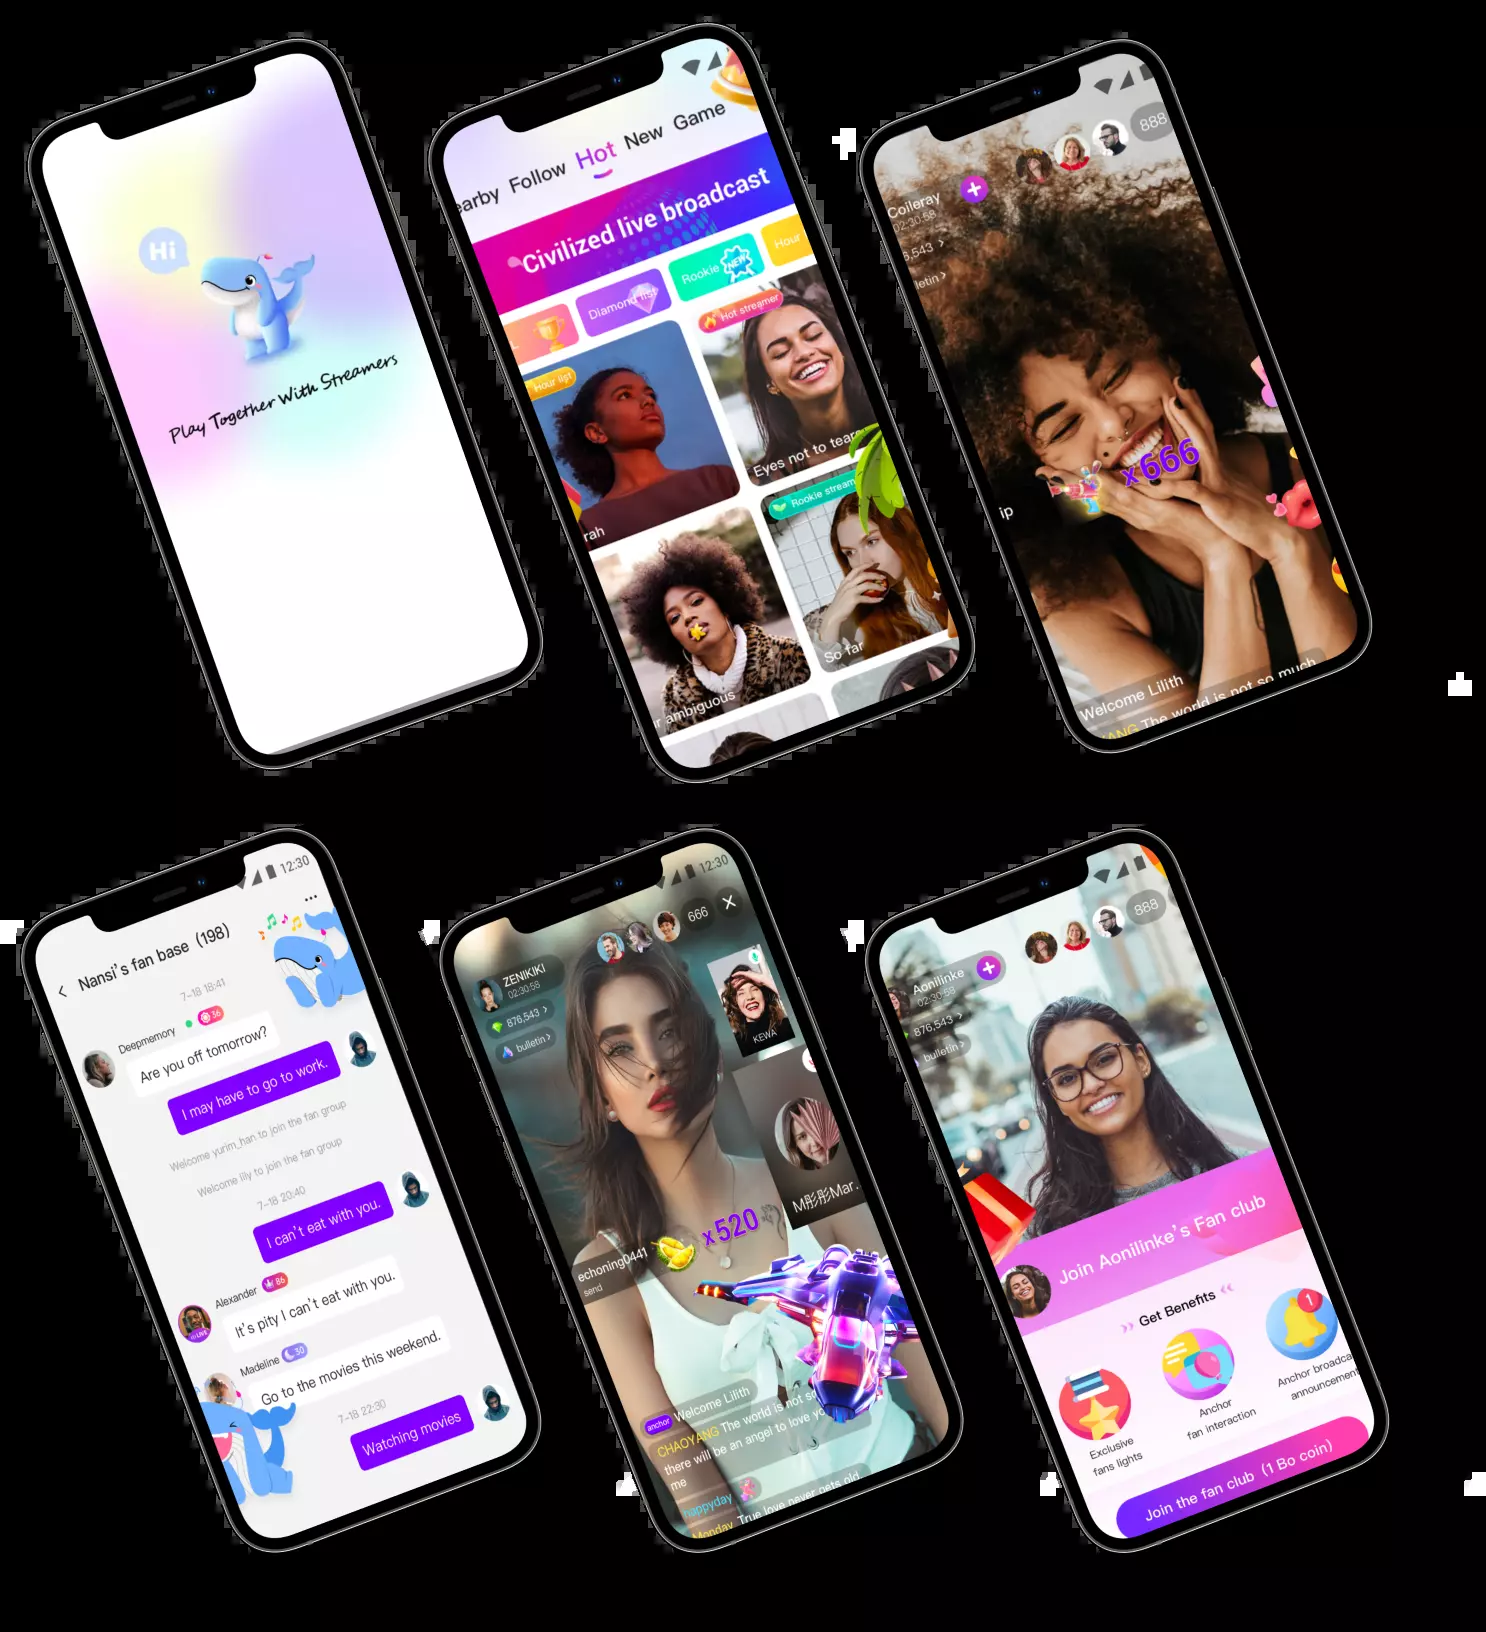 Hi
Play Together With Streamers
earby Follow Hot New Game
Civilized live broadcast
Diamond list
Rookie
NEW
Hour
Hour list
Hot streamer
rah
Eyes not to tears
Rookie stream
r ambiguous
So far
888
Coileray
02:30:58
5,543 >
letin >
x666
ip
Welcome Lilith
ANG The world is not so much
12:30
Nansi's fan base (198)
7-18 18:41
Deepmemory
36
Are you off tomorrow?
I may have to go to work.
Welcome yurim_han to join the fan group
Welcome lily to join the fan group
7-18 20:40
I can't eat with you.
Alexander
86
LIVE
It's pity I can't eat with you.
Madeline
30
Go to the movies this weekend.
7-18 22:30
Watching movies
12:30
666
ZENIKIKI
02:30:58
876,543 >
bulletin >
KEWA
M彤彤Mar.
x520
echoning0441
send
anchor Welcome Lilith
CHAOYANG The world is not so
there will be an angel to love yo
me
happyday
Monday True love never gets old
888
Aonilinke
02:30:58
876,543 >
bulletin >
Join Aonilinke's Fan club
Get Benefits
1
Exclusive
fans lights
Anchor
fan interaction
Anchor broadca
announcement
Join the fan club (1 Bo coin)